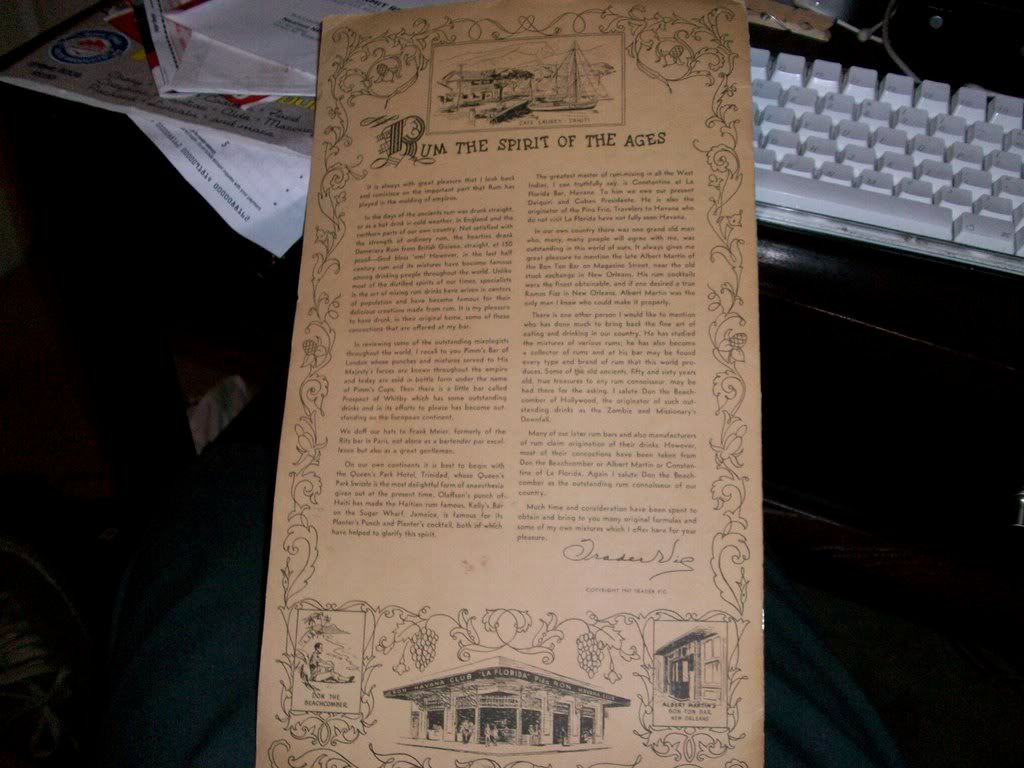 CAFE LAUREY - TAHITI
RUM THE SPIRIT OF THE AGES
It is always with great pleasure that I look back
and reminisce on the important part that Rum has
played in the molding of empires.
In the days of the ancients rum was drunk straight,
or as a hot drink in cold weather, in England and the
northern parts of our own country. Not satisfied with
the strength of ordinary rum, the hearties drank
Demerara Rum from British Guiana, straight, at 150
proof—God bless 'em! However, in the last half
century rum and its mixtures have become famous
among drinking people throughout the world. Unlike
most of the distilled spirits of our times, specialists
in the art of mixing rum drinks have arisen in centers
of population and have become famous for their
delicious creations made from rum. It is my pleasure
to have drunk, in their original home, some of these
concoctions that are offered at my bar.
In reviewing some of the outstanding mixologists
throughout the world, I recall to you Pimm's Bar of
London whose punches and mixtures served to His
Majesty's forces are known throughout the empire
and today are sold in bottle form under the name
of Pimm's Cups. Then there is a little bar called
Prospect of Whitby which has some outstanding
drinks and in its efforts to please has become out-
standing on the European continent.
We doff our hats to Frank Meier, formerly of the
Ritz bar in Paris, not alone as a bartender par excel-
lence but also as a great gentleman.
On our own continents it is best to begin with
the Queen's Park Hotel, Trinidad, whose Queen's
Park Swizzle is the most delightful form of anaesthesia
given out at the present time. Olaffson's punch of
Haiti has made the Haitian rum famous. Kelly's Bar
on the Sugar Wharf, Jamaica, is famous for its
Planter's Punch and Planter's cocktail, both of which
have helped to glorify this spirit.
The greatest master of rum-mixing in all the West
Indies, I can truthfully say, is Constantine at La
Florida Bar, Havana. To him we owe our present
Daiquiri and Cuban Presidente. He is also the
originator of the Pina Fria. Travelers to Havana who
do not visit La Florida have not fully seen Havana.
In our own country there was one grand old man
who, many, many people will agree with me, was
outstanding in this world of ours. It always gives me
great pleasure to mention the late Albert Martin of
the Bon Ton Bar on Magazine Street, near the old
stock exchange in New Orleans. His rum cocktails
were the finest obtainable, and if one desired a true
Ramos Fizz in New Orleans, Albert Martin was the
only man I knew who could make it properly.
There is one other person I would like to mention
who has done much to bring back the fine art of
eating and drinking in our country. He has studied
the mixtures of various rums; he has also become
a collector of rums and at his bar may be found
every type and brand of rum that this world pro-
duces. Some of the old ancients, fifty and sixty years
old, true treasures to any rum connoisseur, may be
had there for the asking. I salute Don the Beach-
comber of Hollywood, the originator of such out-
standing drinks as the Zombie and Missionary's
Downfall.
Many of our later rum bars and also manufacturers
of rum claim origination of their drinks. However,
most of their concoctions have been taken from
Don the Beachcomber or Albert Martin or Constan-
tine of La Florida. Again I salute Don the Beach-
comber as the outstanding rum connoisseur of our
country.
Much time and consideration have been spent to
obtain and bring to you many original formulas and
some of my own mixtures which I offer here for your
pleasure.
Trader Vic
COPYRIGHT TRADER VIC
DON THE
BEACHCOMBER
RON HAVANA CLUB "LA FLORIDA" RON HAVANA CLUB
ALBERT MARTIN'S
BON TON BAR
NEW ORLEANS